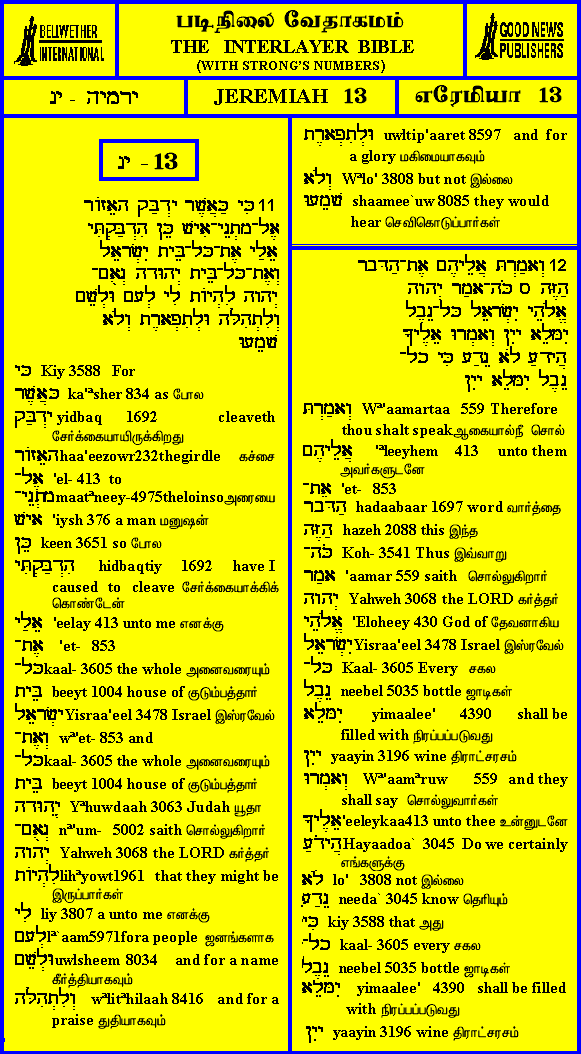 BELLWETHER
INTERNATIONAL
படிநிலை வேதாகமம்
THE INTERLAYER BIBLE
(WITH STRONG'S NUMBERS)
GOOD NEWS
PUBLISHERS
ירמיה - יג
JEREMIAH 13
எரேமியா 13
יג - 13
11 כִּי כַּאֲשֶׁר יִדְבַּק הָאֵזוֹר
אֶל־מָתְנֵי־אִישׁ כֵּן הִדְבַּקְתִּי
אֵלַי אֶת־כָּל־בֵּית יִשְׂרָאֵל
וְאֶת־כָּל־בֵּית יְהוּדָה נְאֻם־
יְהוָה לִהְיוֹת לִי לְעָם וּלְשֵׁם
וְלִתְהִלָּה וּלְתִפְאָרֶת וְלֹא
שָׁמֵעוּ
כִּי Kiy 3588 For
כַּאֲשֶׁר ka'ªsher 834 as போல
יִדְבַּק yidbaq 1692 cleaveth
சேர்க்கையாயிருக்கிறது
הָאֵזוֹר haa'eezowr232thegirdle கச்சை
אֶל־ 'el- 413 to
מָתְנֵי־ maatªneey-4975theloinsoஅரையை
אִישׁ 'iysh 376 a man மனுஷன்
כֵּן keen 3651 so போல
הִדְבַּקְתִּי hidbaqtiy 1692 have I
caused to cleave சேர்க்கையாக்கிக்
கொண்டேன்
אֵלַי 'eelay 413 unto me எனக்கு
אֶת־ 'et- 853
כָּל־ kaal- 3605 the whole அனைவரையும்
בֵּית beeyt 1004 house of குடும்பத்தார்
יִשְׂרָאֵל Yisraa'eel 3478 Israel இஸ்ரவேல்
וְאֶת־ wª'et- 853 and
כָּל־ kaal- 3605 the whole அனைவரையும்
בֵּית beeyt 1004 house of குடும்பத்தார்
יְהוּדָה Yªhuwdaah 3063 Judah யூதா
נְאֻם־ nª'um- 5002 saith சொல்லுகிறார்
יְהוָה Yahweh 3068 the LORD கர்த்தர்
לִהְיוֹת lihªyowt1961 that they might be
இருப்பார்கள்
לִי liy 3807 a unto me எனக்கு
לְעָם lª`aam5971fora people ஜனங்களாக
וּלְשֵׁם uwlsheem 8034 and for a name
கீர்த்தியாகவும்
וְלִתְהִלָּה wªlitªhilaah 8416 and for a
praise துதியாகவும்
וּלְתִפְאָרֶת uwltip'aaret 8597 and for
a glory மகிமையாகவும்
וְלֹא Wªlo' 3808 but not இல்லை
שָׁמֵעוּ shaamee`uw 8085 they would
hear செவிகொடுப்பார்கள்
12 וְאָמַרְתָּ אֲלֵיהֶם אֶת־הַדָּבָר
הַזֶּה ס כֹּה־אָמַר יְהוָה
אֱלֹהֵי יִשְׂרָאֵל כָּל־נֵבֶל
יִמָּלֵא יָיִן וְאָמְרוּ אֵלֶיךָ
הֲיָדֹעַ לֹא נֵדַע כִּי כָל־
נֵבֶל יִמָּלֵא יָיִן
וְאָמַרְתָּ Wª'aamartaa 559 Therefore
thou shalt speakஆகையால்நீ சொல்
אֲלֵיהֶם 'ªleeyhem 413 unto them
அவர்களுடனே
אֶת־ 'et- 853
הַדָּבָר hadaabaar 1697 word வார்த்தை
הַזֶּה hazeh 2088 this இந்த
כֹּה־ Koh- 3541 Thus இவ்வாறு
אָמַר 'aamar 559 saith சொல்லுகிறார்
יְהוָה Yahweh 3068 the LORD கர்த்தர்
אֱלֹהֵי 'Eloheey 430 God of தேவனாகிய
יִשְׂרָאֵל Yisraa'eel 3478 Israel இஸ்ரவேல்
כָּל־ Kaal- 3605 Every சகல
נֵבֶל neebel 5035 bottle ஜாடிகள்
יִמָּלֵא yimaalee' 4390 shall be
filled with நிரப்பப்படுவது
יָיִן yaayin 3196 wine திராட்சரசம்
וְאָמְרוּ Wª'aamªruw 559 and they
shall say சொல்லுவார்கள்
אֵלֶיךָ 'eeleykaa413 unto thee உன்னுடனே
הֲיָדֹעַ Hayaadoa` 3045 Do we certainly
எங்களுக்கு
לֹא lo' 3808 not இல்லை
נֵדַע needa` 3045 know தெரியும்
כִּי kiy 3588 that அது
כָל־ kaal- 3605 every சகல
נֵבֶל neebel 5035 bottle ஜாடிகள்
יִמָּלֵא yimaalee' 4390 shall be filled
with நிரப்பப்படுவது
יָיִן yaayin 3196 wine திராட்சரசம்